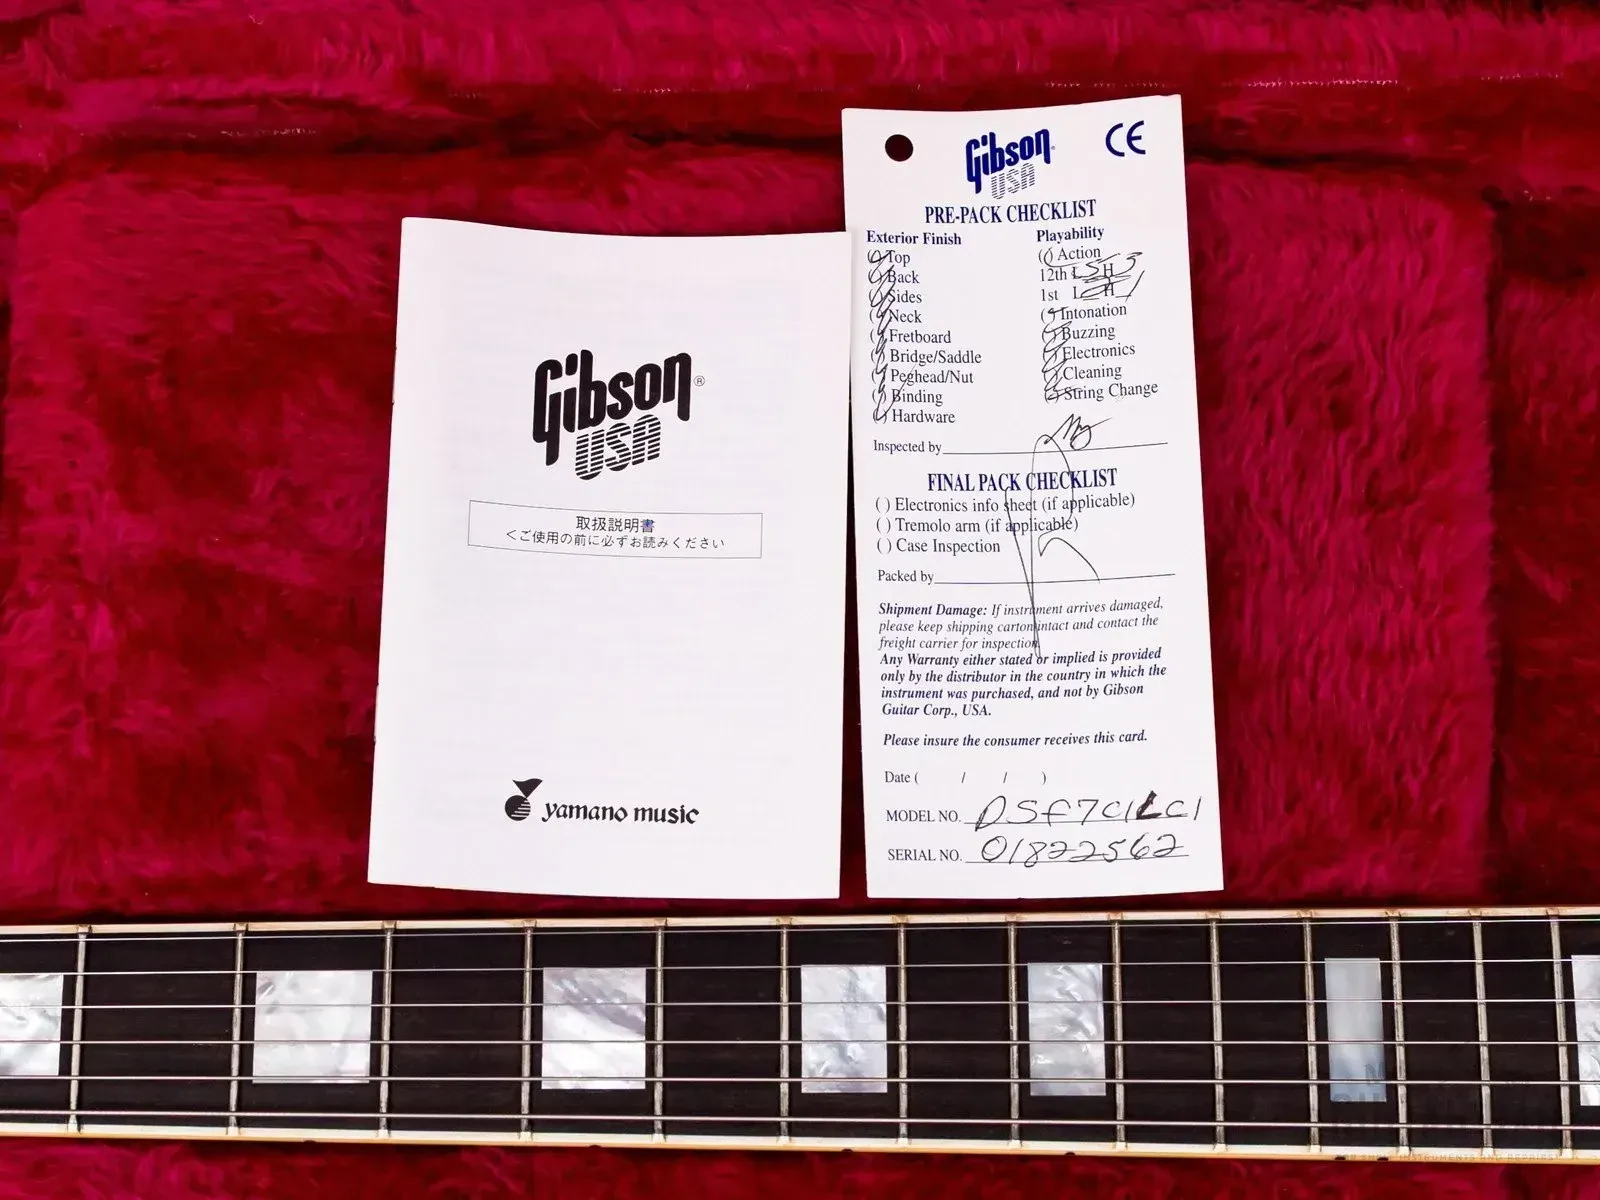 Gibson®
USA
取扱説明書
<ご使用の前に必ずお読みください
yamano music
Gibson
USA
CE
PRE-PACK CHECKLIST
Exterior Finish
( ) Top
( ) Back
( ) Sides
( ) Neck
( ) Fretboard
( ) Bridge/Saddle
( ) Peghead/Nut
( ) Binding
( ) Hardware
Playability
( ) Action
12th L 5 H 3
1st L H 1
( ) Intonation
( ) Buzzing
( ) Electronics
( ) Cleaning
( ) String Change
Inspected by
FINAL PACK CHECKLIST
( ) Electronics info sheet (if applicable)
( ) Tremolo arm (if applicable)
( ) Case Inspection
Packed by
Shipment Damage: If instrument arrives damaged,
please keep shipping carton intact and contact the
freight carrier for inspection.
Any Warranty either stated or implied is provided
only by the distributor in the country in which the
instrument was purchased, and not by Gibson
Guitar Corp., USA.
Please insure the consumer receives this card.
Date ( / / )
MODEL NO. DSF7C1LC1
SERIAL NO. 01822562